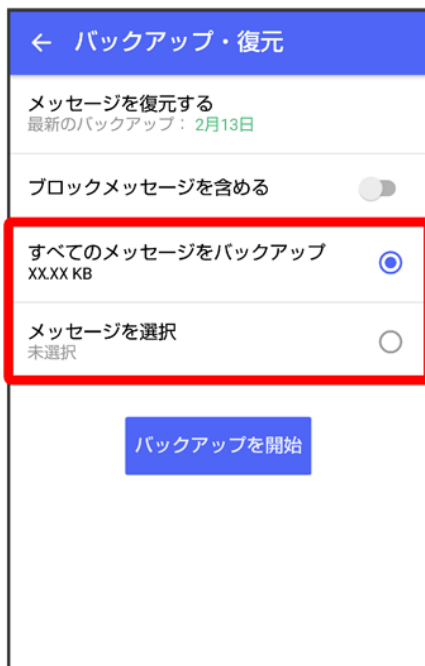 ← バックアップ・復元
メッセージを復元する
最新のバックアップ： 2月13日
ブロックメッセージを含める
すべてのメッセージをバックアップ
XX.XX KB
メッセージを選択
未選択
バックアップを開始